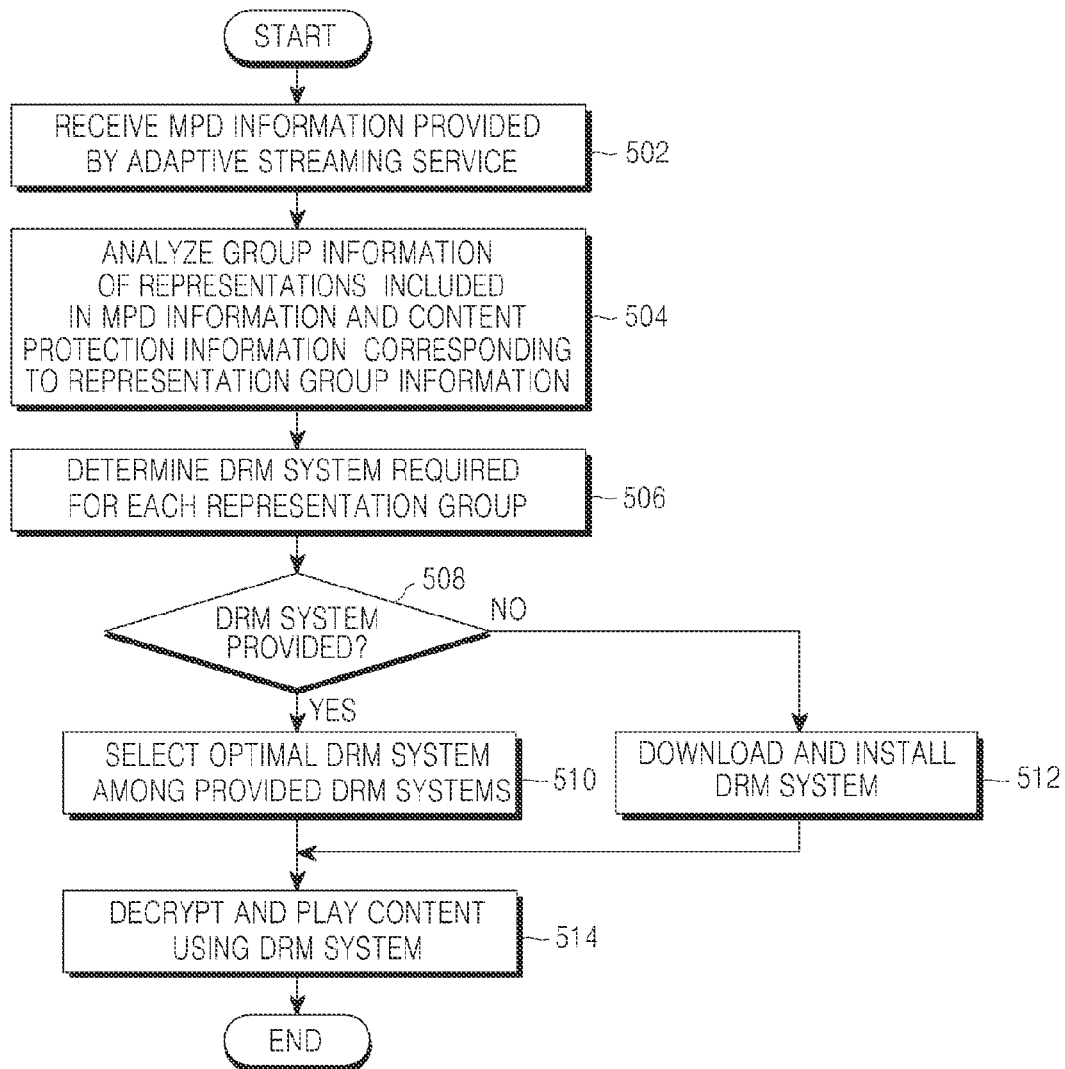 START
RECEIVE MPD INFORMATION PROVIDED
BY ADAPTIVE STREAMING SERVICE
502
ANALYZE GROUP INFORMATION
OF REPRESENTATIONS INCLUDED
IN MPD INFORMATION AND CONTENT
PROTECTION INFORMATION CORRESPONDING
TO REPRESENTATION GROUP INFORMATION
504
DETERMINE DRM SYSTEM REQUIRED
FOR EACH REPRESENTATION GROUP
506
508
DRM SYSTEM
PROVIDED?
NO
YES
SELECT OPTIMAL DRM SYSTEM
AMONG PROVIDED DRM SYSTEMS
510
DOWNLOAD AND INSTALL
DRM SYSTEM
512
DECRYPT AND PLAY CONTENT
USING DRM SYSTEM
514
END